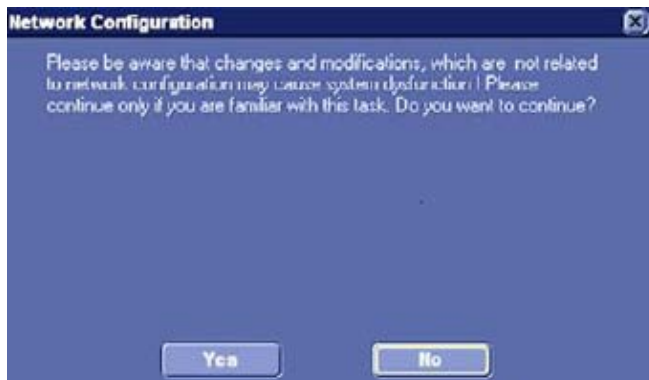 Network Configuration
Please be aware that changes and modifications, which are not related
to network configuration may cause system dysfunction! Please
continue only if you are familiar with this task. Do you want to continue?
Yes No